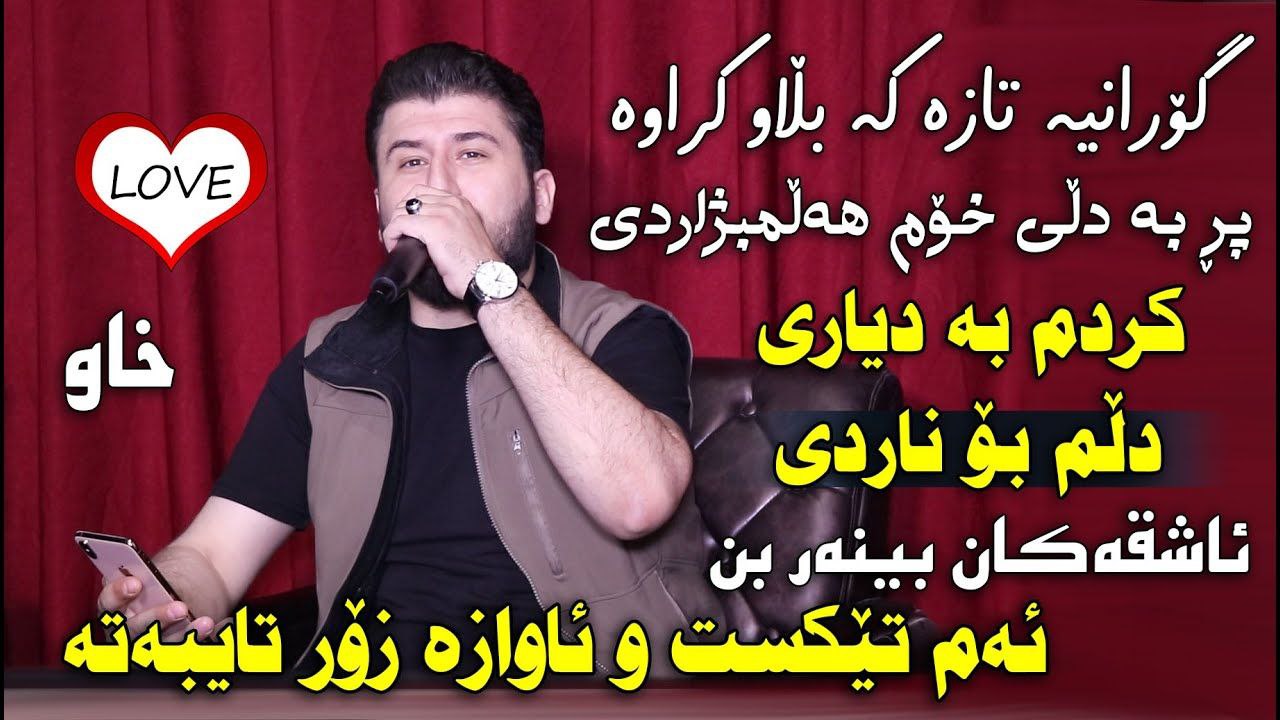 گۆرانیە تازە کە بڵاو کراوە
پڕ بە دڵی خۆم هەڵمبژاردی
کردم بە دیاری
دڵم بۆ ناردی
ئاشقەکان بینەر بن
ئەم تێکست و ئاوازە زۆر تایبەتە
LOVE
خاو